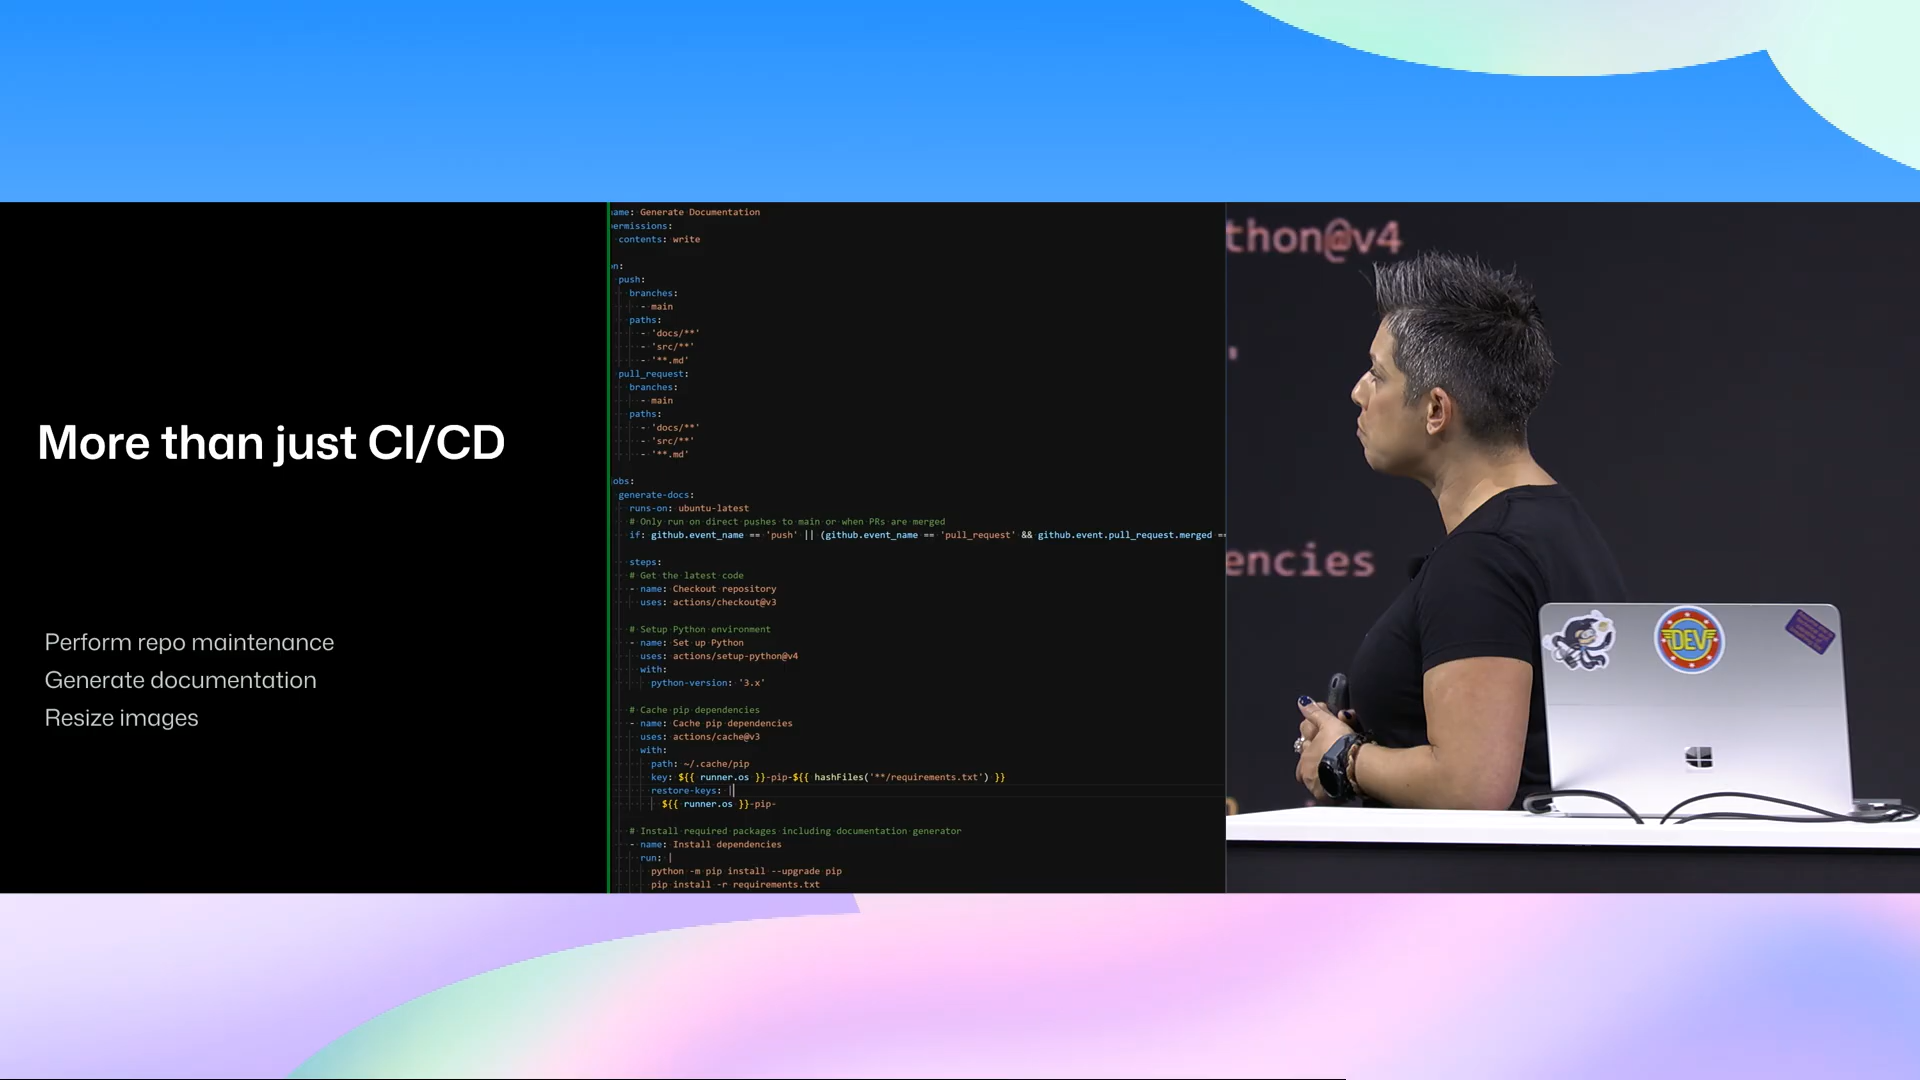 More than just CI/CD
Perform repo maintenance
Generate documentation
Resize images
ame: Generate Documentation
ermissions:
contents: write
n:
push:
branches:
- main
paths:
- 'docs/**'
- 'src/**'
- '**.md'
pull_request:
branches:
- main
paths:
- 'docs/**'
- 'src/**'
- '**.md'
obs:
generate-docs:
runs-on: ubuntu-latest
# Only run on direct pushes to main or when PRs are merged
if: github.event_name == 'push' || (github.event_name == 'pull_request' && github.event.pull_request.merged ==
steps:
# Get the latest code
- name: Checkout repository
uses: actions/checkout@v3
# Setup Python environment
- name: Set up Python
uses: actions/setup-python@v4
with:
python-version: '3.x'
# Cache pip dependencies
- name: Cache pip dependencies
uses: actions/cache@v3
with:
path: ~/.cache/pip
key: ${{ runner.os }}-pip-${{ hashFiles('**/requirements.txt') }}
restore-keys: |
${{ runner.os }}-pip-
# Install required packages including documentation generator
- name: Install dependencies
run: |
python -m pip install --upgrade pip
pip install -r requirements.txt
thon@v4
encies
DEV